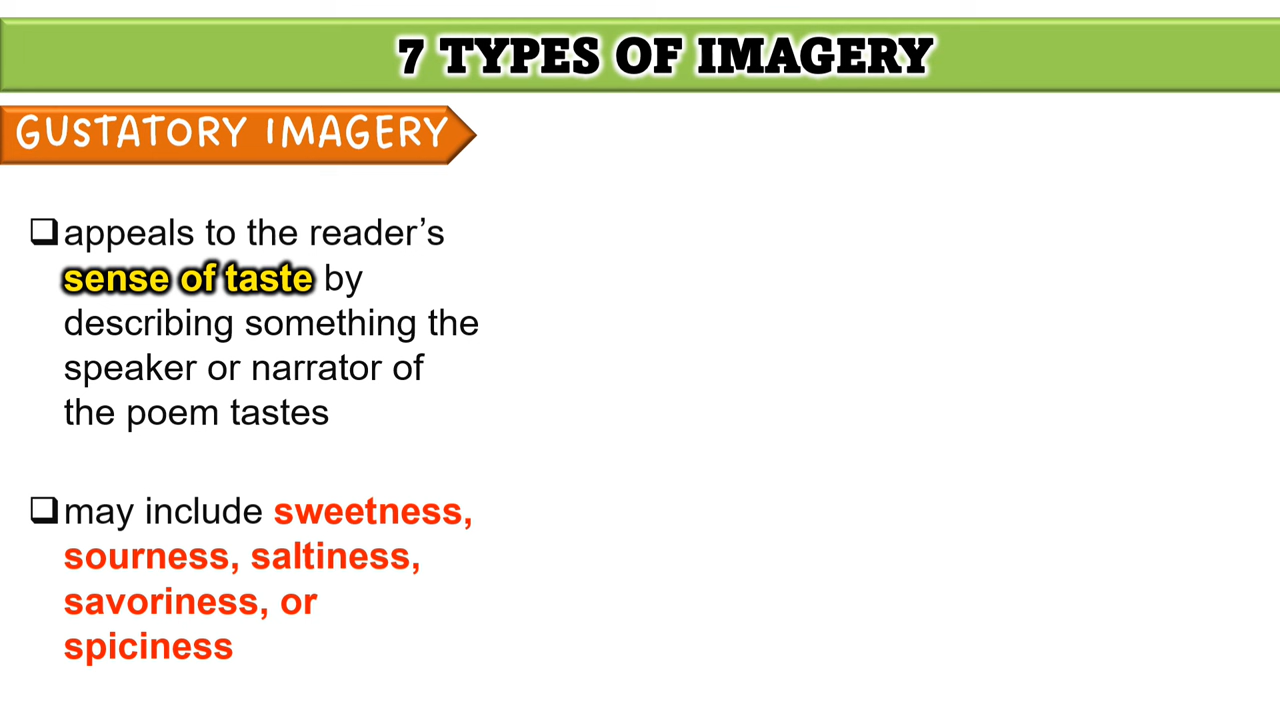 7 TYPES OF IMAGERY
GUSTATORY IMAGERY
❑appeals to the reader’s
sense of taste by
describing something the
speaker or narrator of
the poem tastes
❑may include sweetness,
sourness, saltiness,
savoriness, or
spiciness